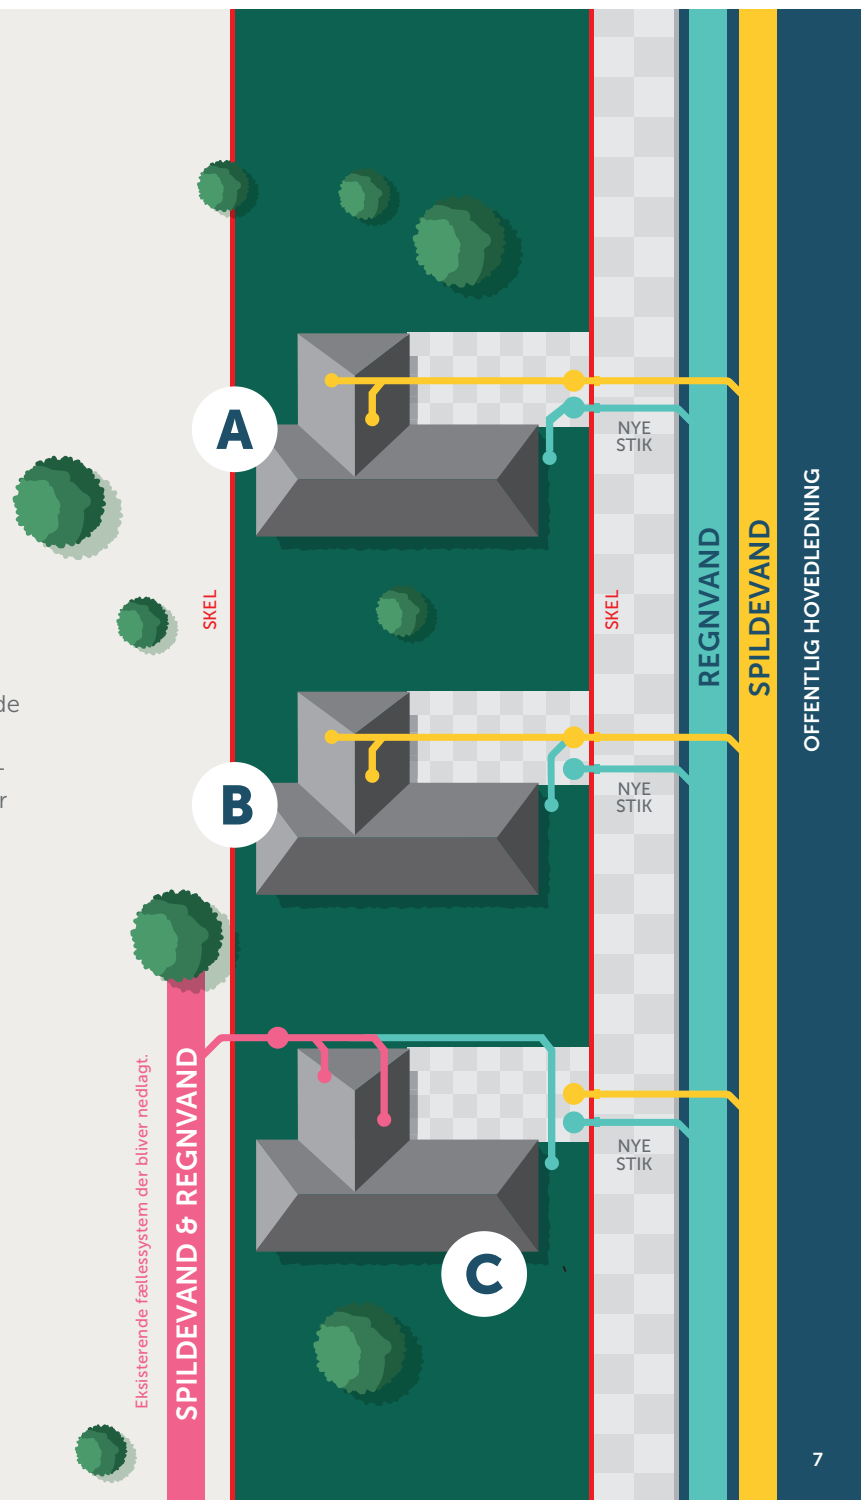 A
NYE
STIK
REGNVAND
SPILDEVAND
OFFENTLIG HOVEDLEDNING
SKEL
SKEL
de
-
r
B
NYE
STIK
Eksisterende fællessystem der bliver nedlagt.
SPILDEVAND & REGNVAND
NYE
STIK
C
7